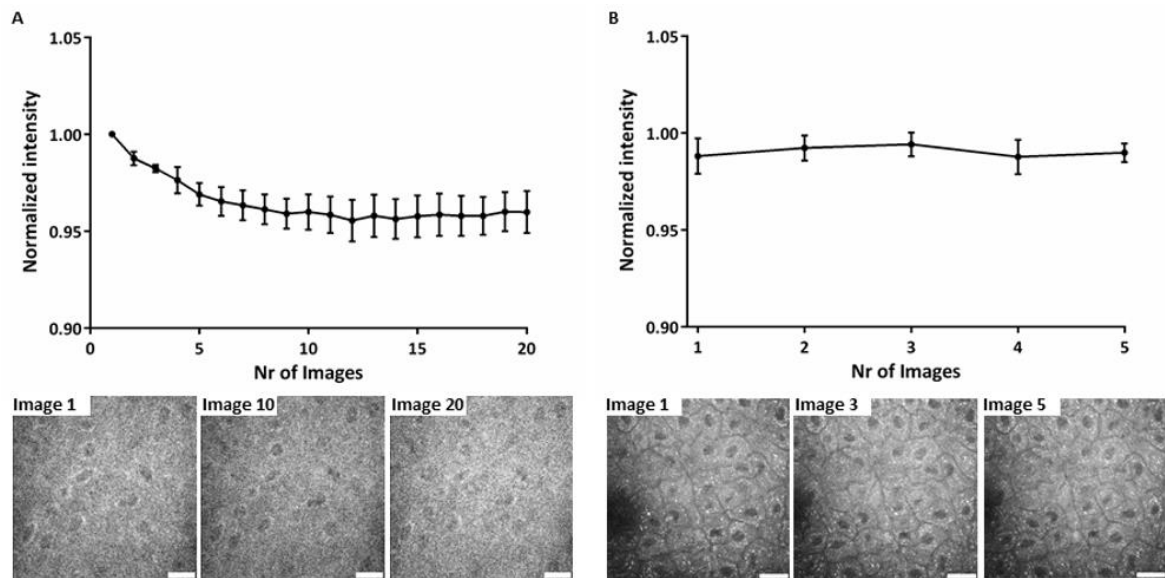 A
1.05
1.00
0.95
0.90
Normalized intensity
0
5
10
15
20
Nr of Images
Image 1
Image 10
Image 20
B
1.05
1.00
0.95
0.90
Normalized intensity
1
2
3
4
5
Nr of Images
Image 1
Image 3
Image 5